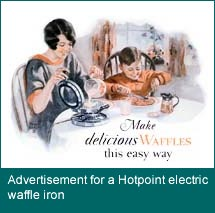 Make
delicious WAFFLES
this easy way
Advertisement for a Hotpoint electric
waffle iron